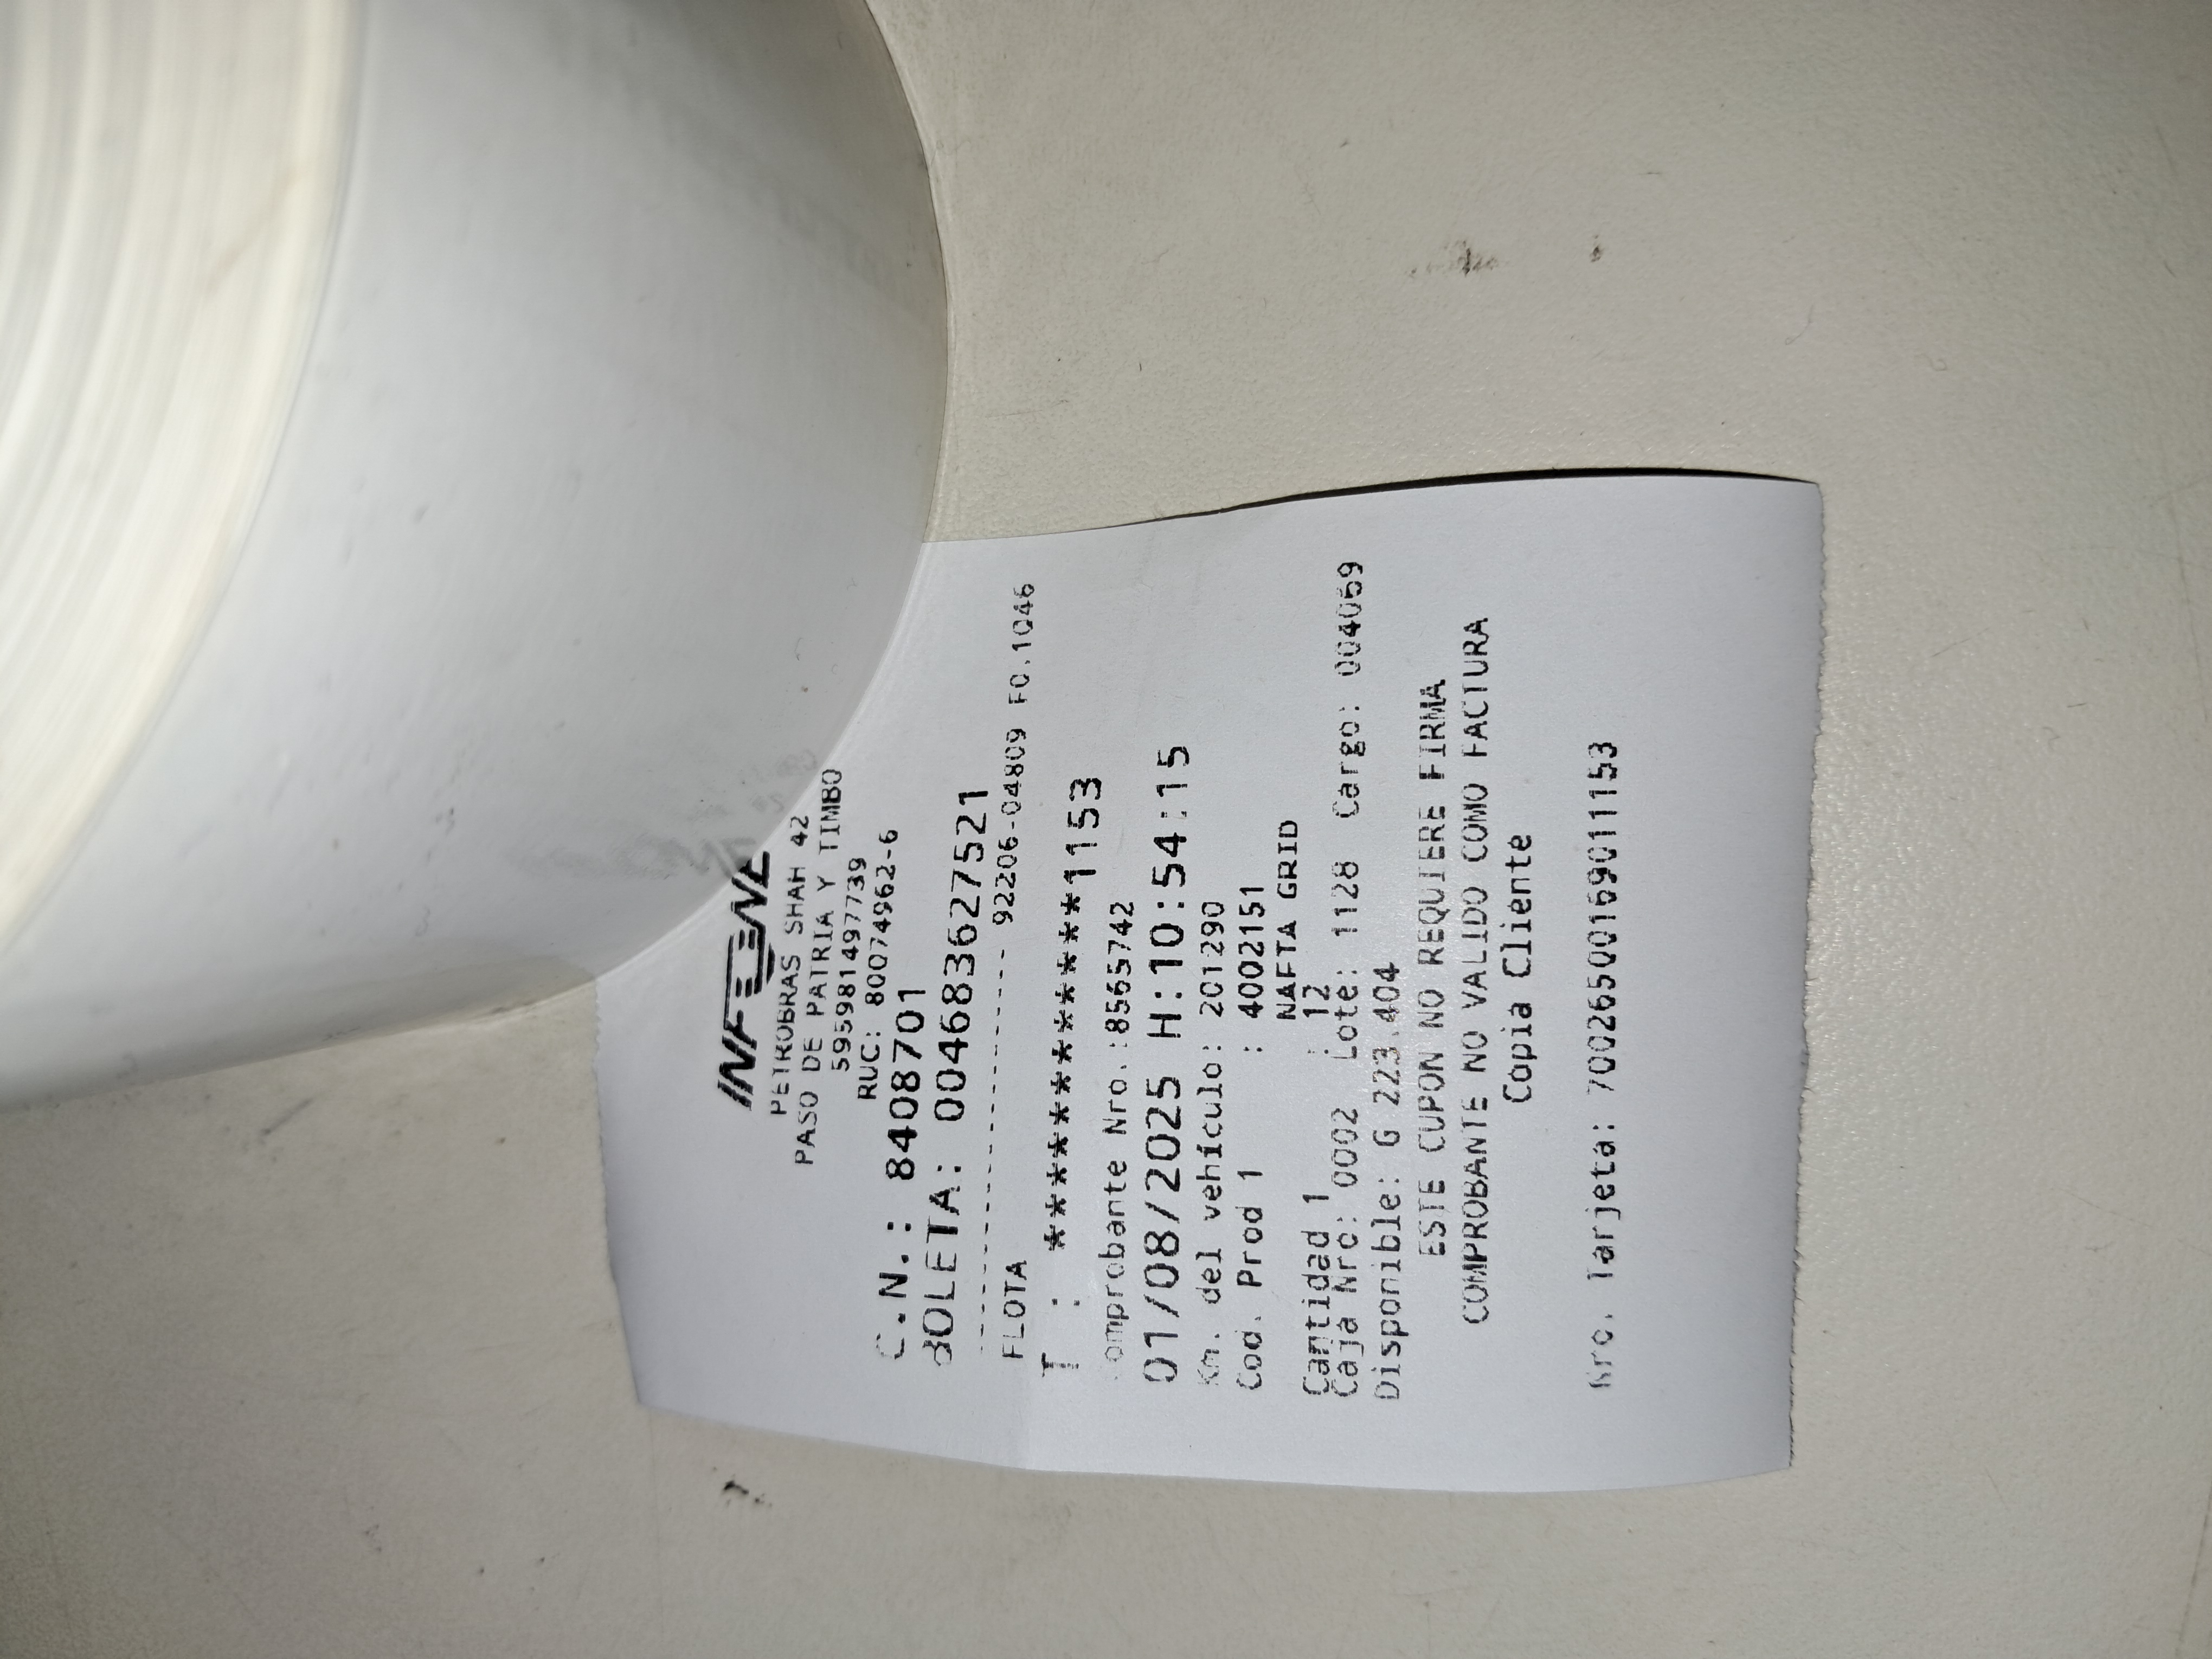 INFONE
PETROBRAS SHAH 42
PASO DE PATRIA Y TIMBO
595981497739
RUC: 80074962-6
C.N.: 8408701
BOLETA: 004683627521
---------------------- 92206-04809 F0.1046
FLOTA
T : ************1153
Comprobante Nro.:8565742
01/08/2025 H:10:54:15
Km. del vehículo: 201290
Cod. Prod 1 : 4002151
NAFTA GRID
Cantidad 1 : 12
Caja Nro: 0002 Lote: 1128 Cargo: 004069
Disponible: G 223.404
ESTE CUPON NO REQUIERE FIRMA
COMPROBANTE NO VALIDO COMO FACTURA
Copia Cliente
Nro. Tarjeta: 70026500169011153